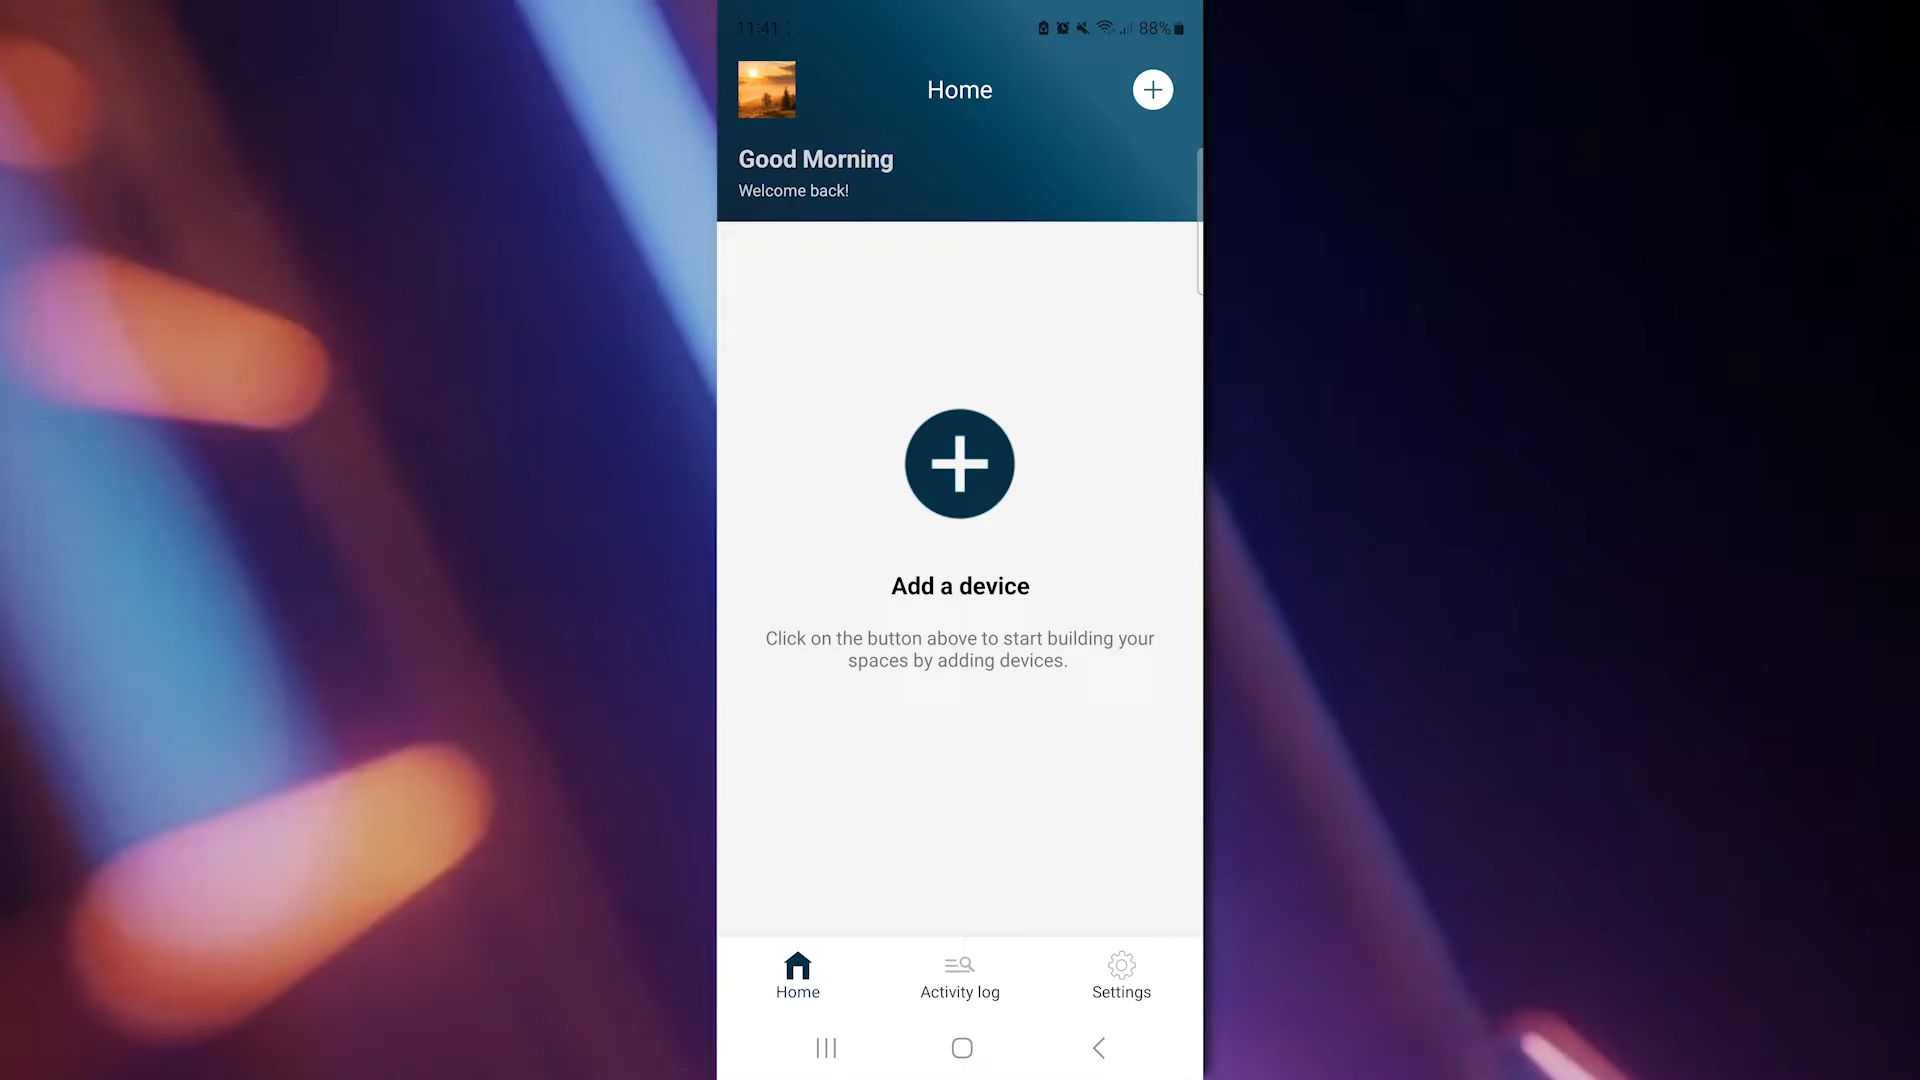 11:41
88%
Home
Good Morning
Welcome back!
Add a device
Click on the button above to start building your
spaces by adding devices.
Home
Activity log
Settings